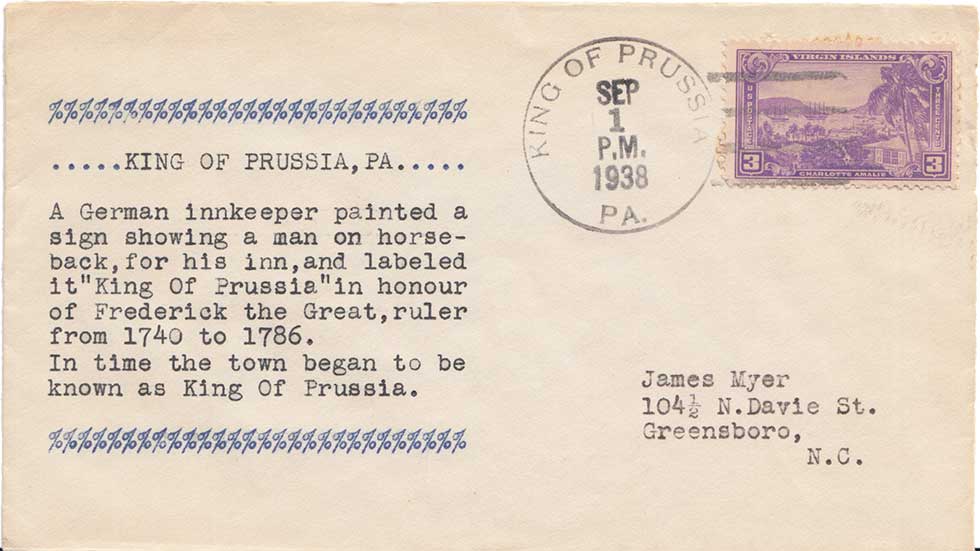 %%%%%%%%%%%%%%%%%%%%%%%%%%%%
.....KING OF PRUSSIA,PA.....
A German innkeeper painted a
sign showing a man on horse-
back,for his inn,and labeled
it"King Of Prussia"in honour
of Frederick the Great,ruler
from 1740 to 1786.
In time the town began to be
known as King Of Prussia.
%%%%%%%%%%%%%%%%%%%%%%%%%%%%
KING OF PRUSSIA
SEP
1
P.M.
1938
PA.
VIRGIN ISLANDS
U.S. POSTAGE
THREE CENTS
3
3
CHARLOTTE AMALIE
James Myer
104½ N.Davie St.
Greensboro,
N.C.